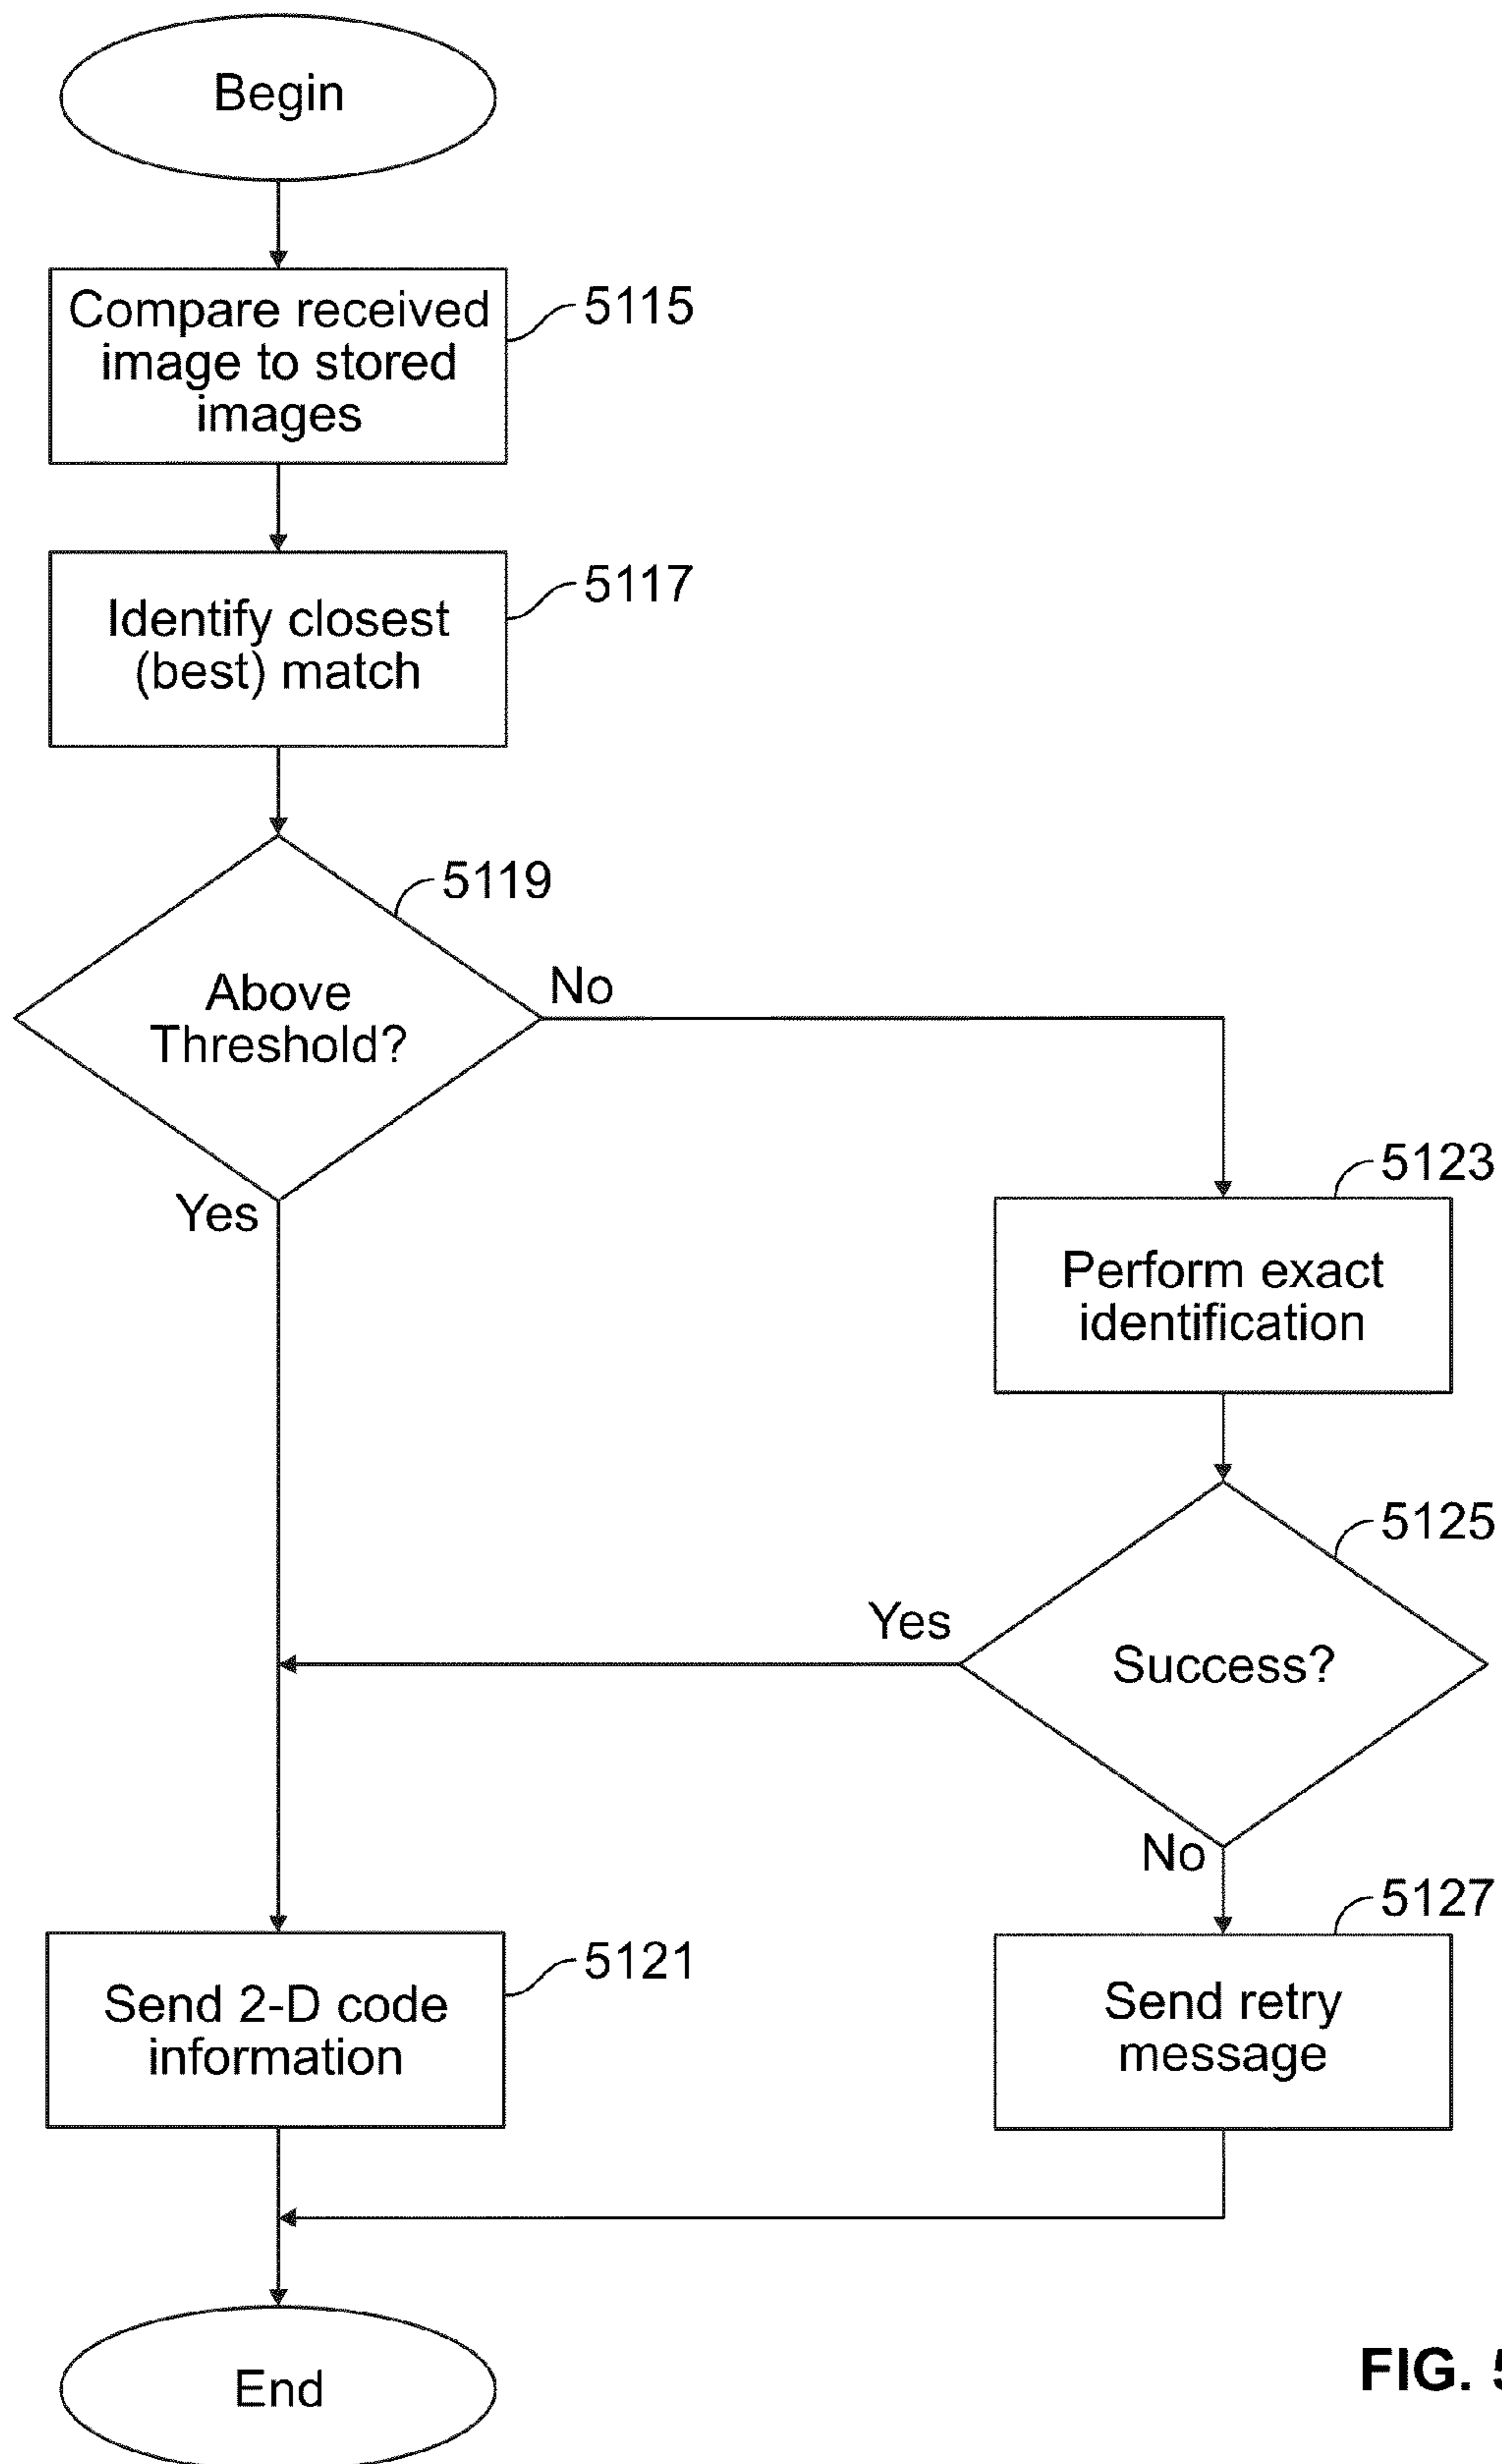 Begin
Compare received
image to stored
images
5115
Identify closest
(best) match
5117
5119
Above
Threshold?
No
Yes
5123
Perform exact
identification
5125
Success?
Yes
No
5121
Send 2-D code
information
5127
Send retry
message
End
FIG.